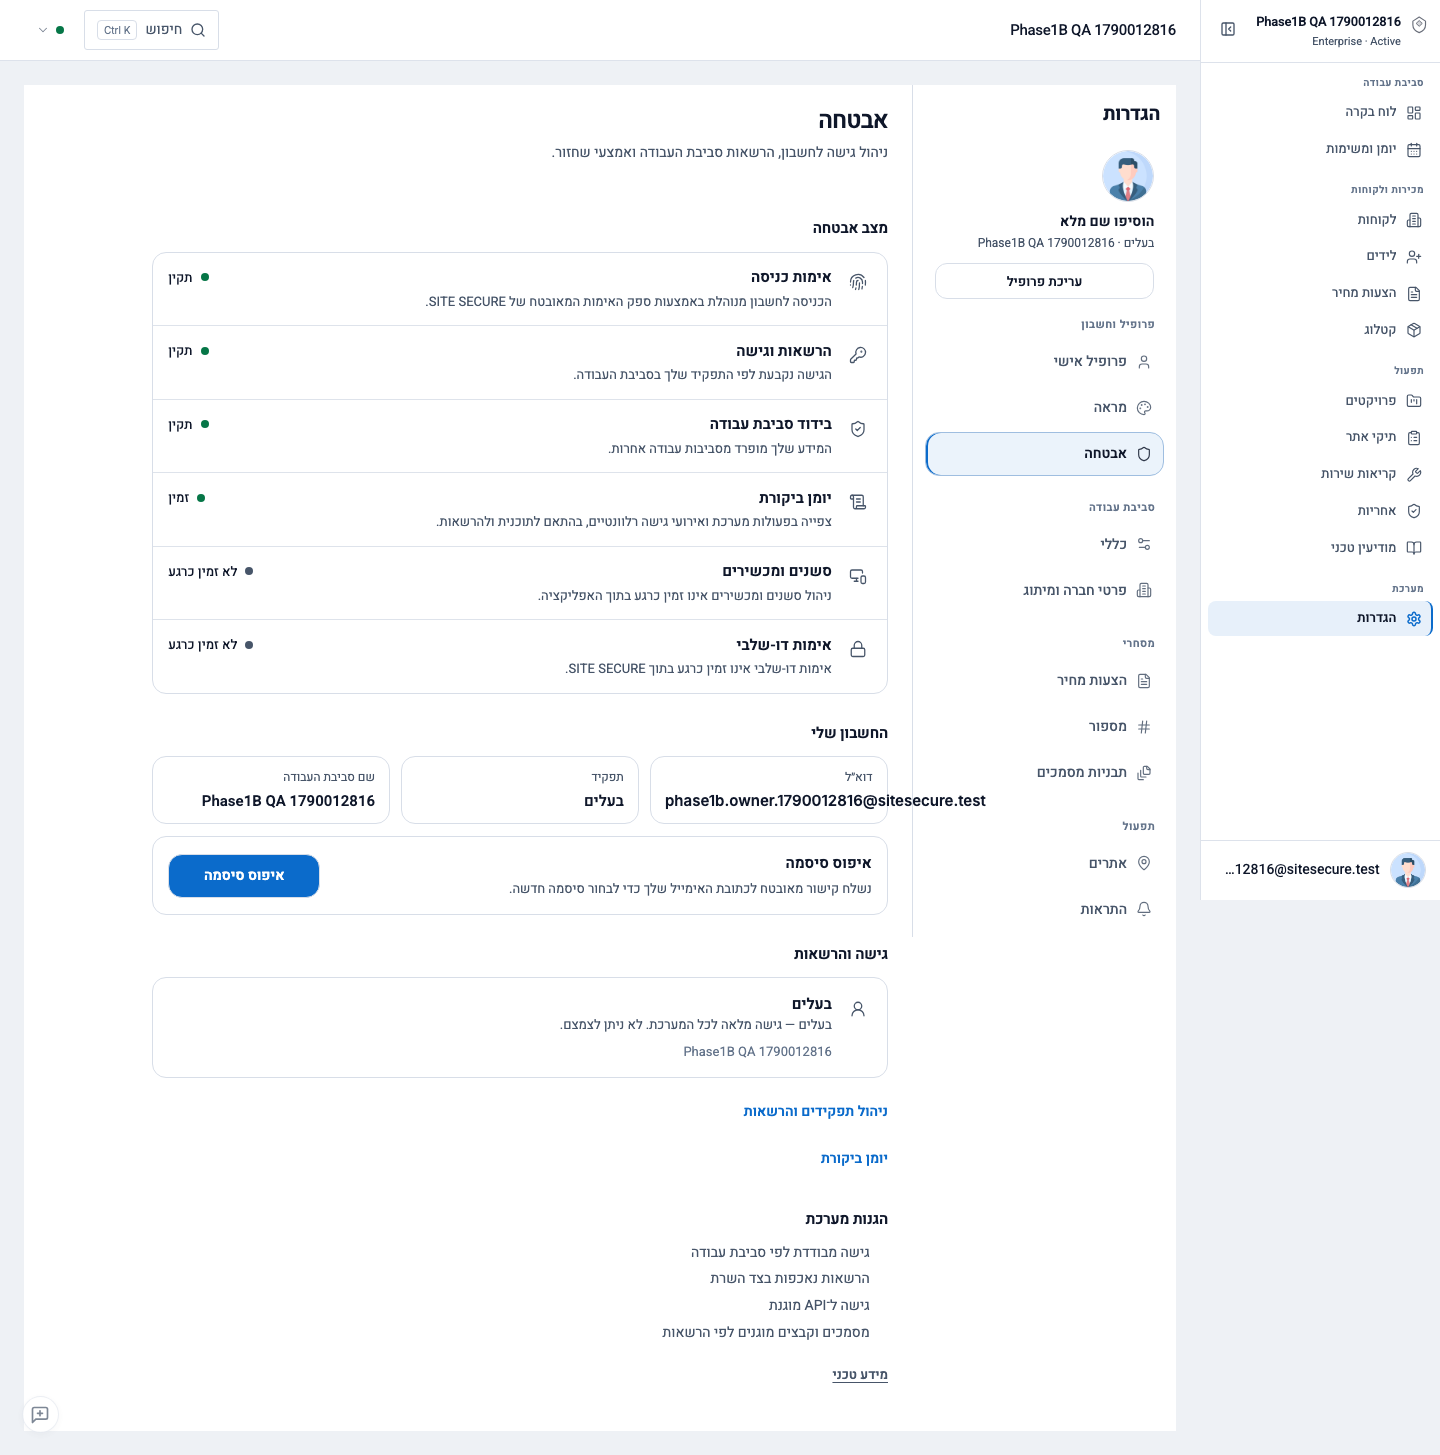 Phase1B QA 1790012816
Enterprise · Active
סביבת עבודה
לוח בקרה
יומן ומשימות
מכירות ולקוחות
לקוחות
לידים
הצעות מחיר
קטלוג
תפעול
פרויקטים
תיקי אתר
קריאות שירות
אחריות
מודיעין טכני
מערכת
הגדרות
...12816@sitesecure.test
Phase1B QA 1790012816
חיפוש Ctrl K
הגדרות
הוסיפו שם מלא
בעלים · Phase1B QA 1790012816
עריכת פרופיל
פרופיל וחשבון
פרופיל אישי
מראה
אבטחה
סביבת עבודה
כללי
פרטי חברה ומיתוג
מסחרי
הצעות מחיר
מספור
תבניות מסמכים
תפעול
אתרים
התראות
אבטחה
ניהול גישה לחשבון, הרשאות סביבת העבודה ואמצעי שחזור.
מצב אבטחה
אימות כניסה
תקין
הכניסה לחשבון מנוהלת באמצעות ספק האימות המאובטח של SITE SECURE.
הרשאות וגישה
תקין
הגישה נקבעת לפי התפקיד שלך בסביבת העבודה.
בידוד סביבת עבודה
תקין
המידע שלך מופרד מסביבות עבודה אחרות.
יומן ביקורת
זמין
צפייה בפעולות מערכת ואירועי גישה רלוונטיים, בהתאם לתוכנית ולהרשאות.
סשנים ומכשירים
לא זמין כרגע
ניהול סשנים ומכשירים אינו זמין כרגע בתוך האפליקציה.
אימות דו-שלבי
לא זמין כרגע
אימות דו-שלבי אינו זמין כרגע בתוך SITE SECURE.
החשבון שלי
דוא״ל
phase1b.owner.1790012816@sitesecure.test
תפקיד
בעלים
שם סביבת העבודה
Phase1B QA 1790012816
איפוס סיסמה
נשלח קישור מאובטח לכתובת האימייל שלך כדי לבחור סיסמה חדשה.
איפוס סיסמה
גישה והרשאות
בעלים
בעלים — גישה מלאה לכל המערכת. לא ניתן לצמצם.
Phase1B QA 1790012816
ניהול תפקידים והרשאות
יומן ביקורת
הגנות מערכת
גישה מבודדת לפי סביבת עבודה
הרשאות נאכפות בצד השרת
גישה ל־API מוגנת
מסמכים וקבצים מוגנים לפי הרשאות
מידע טכני